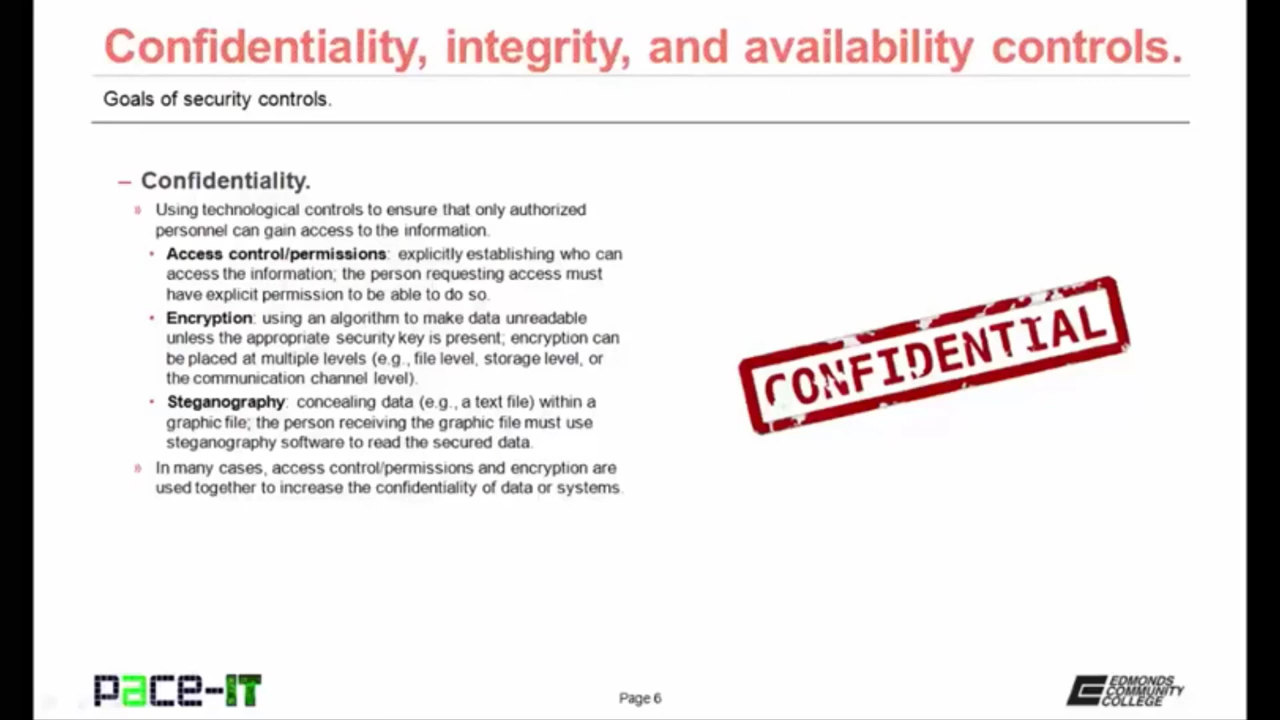 Confidentiality, integrity, and availability controls.
Goals of security controls.
– Confidentiality.
» Using technological controls to ensure that only authorized
personnel can gain access to the information.
• Access control/permissions: explicitly establishing who can
access the information; the person requesting access must
have explicit permission to be able to do so.
• Encryption: using an algorithm to make data unreadable
unless the appropriate security key is present; encryption can
be placed at multiple levels (e.g., file level, storage level, or
the communication channel level).
• Steganography: concealing data (e.g., a text file) within a
graphic file; the person receiving the graphic file must use
steganography software to read the secured data.
» In many cases, access control/permissions and encryption are
used together to increase the confidentiality of data or systems.
CONFIDENTIAL
pace-IT
Page 6
EDMONDS
COMMUNITY
COLLEGE